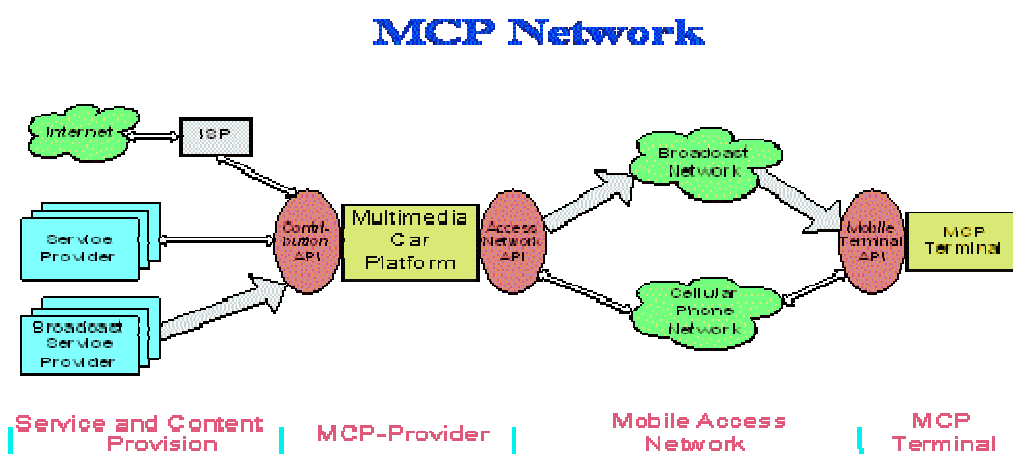 MCP Network
Internet
ISP
Service
Provider
Broadcast
Service
Provider
Contri-
bution
API
Multimedia
Car
Platform
Access
Network
API
Broadcast
Network
Cellular
Phone
Network
Mobile
Terminal
API
MCP
Terminal
Service and Content
Provision
MCP-Provider
Mobile Access
Network
MCP
Terminal